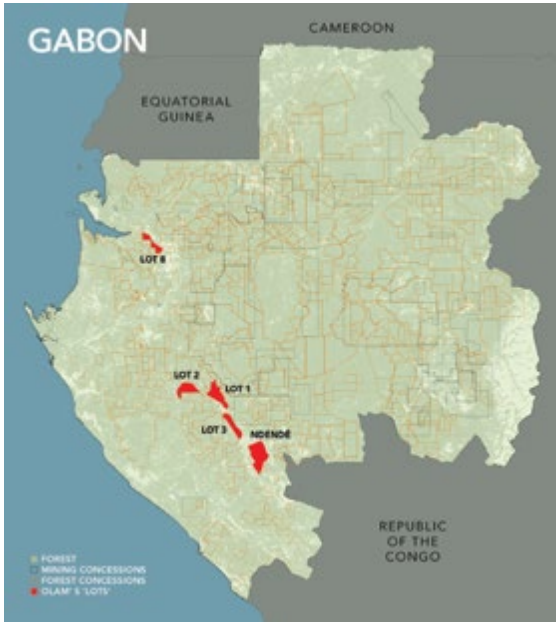 GABON
CAMEROON
EQUATORIAL
GUINEA
LOT 8
LOT 2
LOT 1
LOT 3
NDENDÉ
REPUBLIC
OF THE
CONGO
FOREST
MINING CONCESSIONS
FOREST CONCESSIONS
OLAM' S 'LOTS'